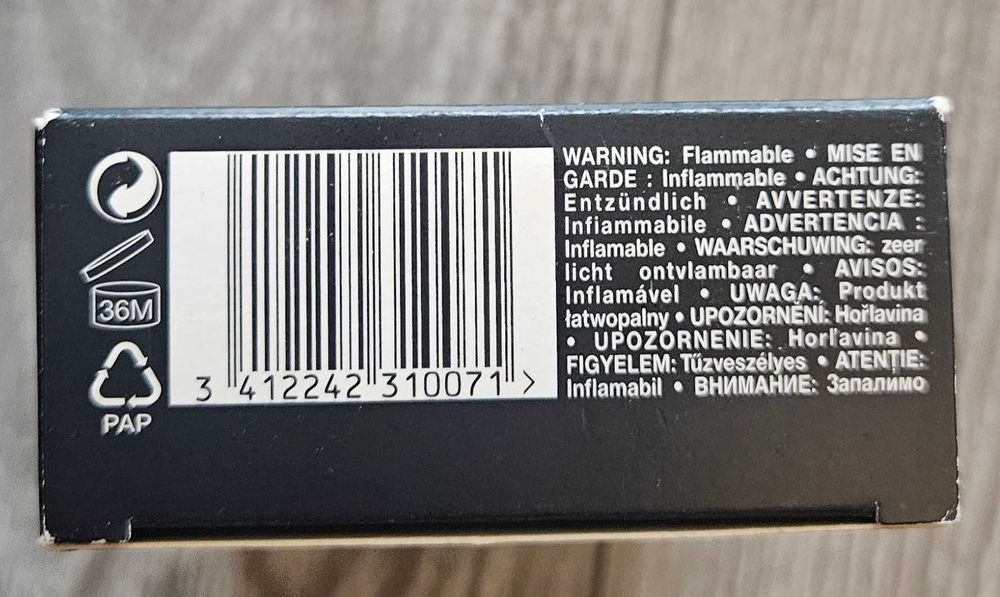 36M
PAP
3 412242 310071 >
WARNING: Flammable • MISE EN
GARDE : Inflammable • ACHTUNG:
Entzündlich • AVVERTENZE:
Infiammabile • ADVERTENCIA :
Inflamable • WAARSCHUWING: zeer
licht ontvlambaar • AVISOS:
Inflamável • UWAGA: Produkt
łatwopalny • UPOZORNĚNÍ: Hořlavina
• UPOZORNENIE: Horľavina •
FIGYELEM: Tűzveszélyes • ATENȚIE:
Inflamabil • ВНИМАНИЕ: Запалимо